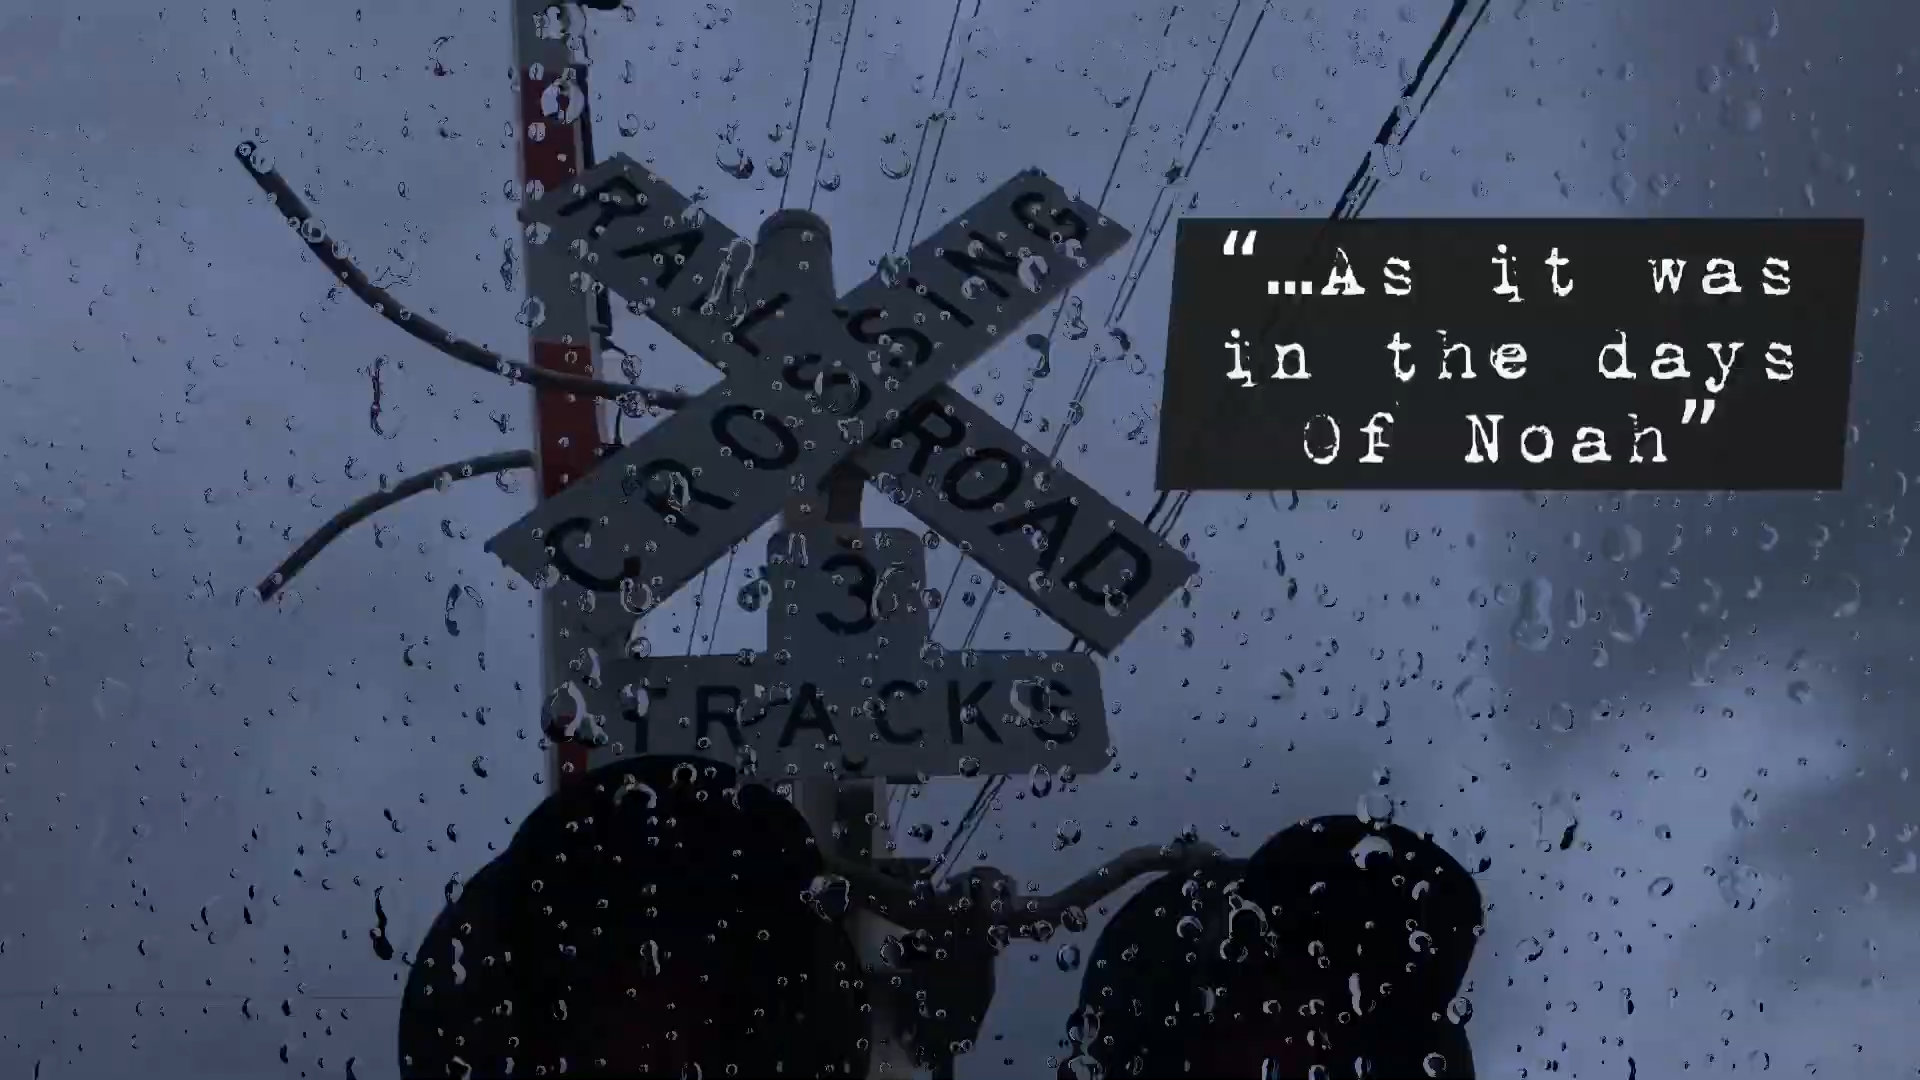 RAILROAD
CROSSING
3
TRACKS
“…As it was
in the days
Of Noah”